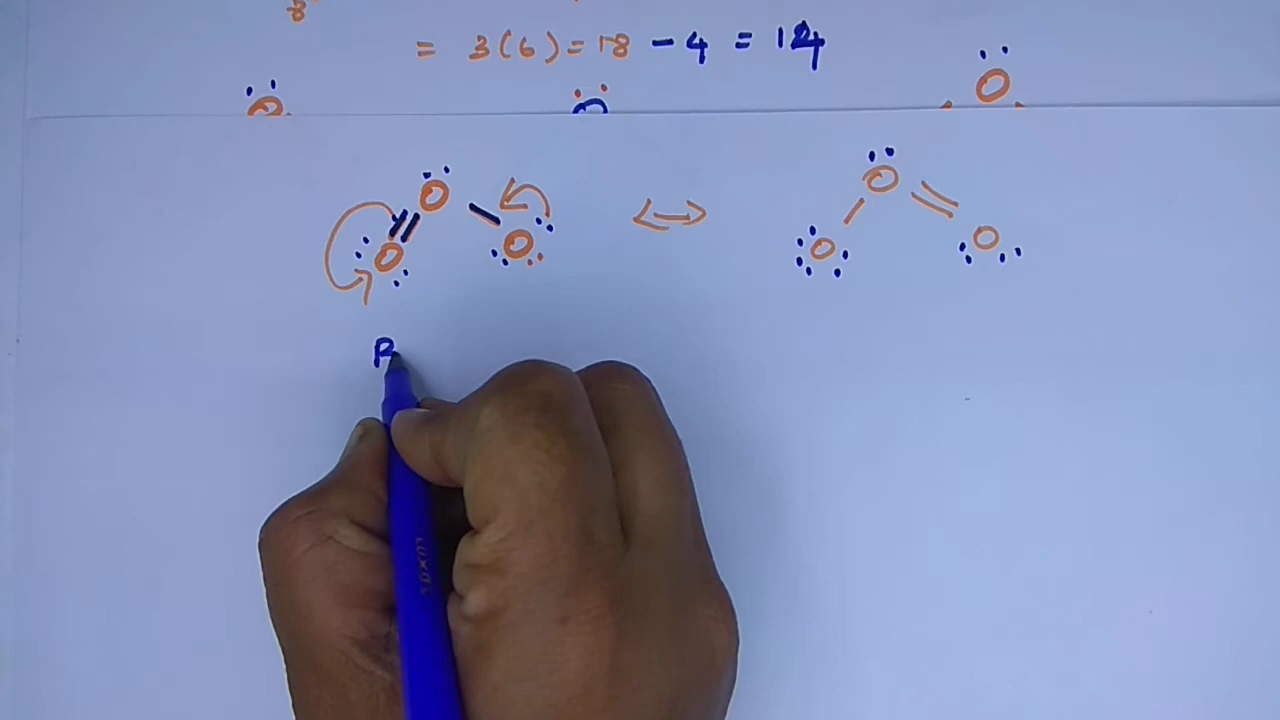 = 3(6) = 18 - 4 = 14
O O O
O O
O O ↔ O O
R